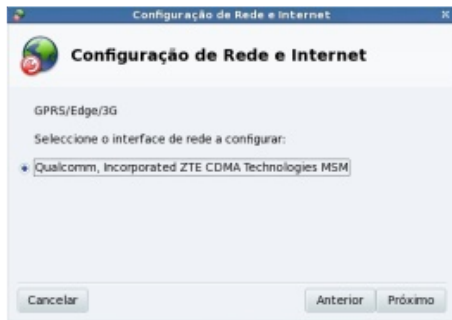 Configuração de Rede e Internet
Configuração de Rede e Internet
GPRS/Edge/3G
Seleccione o interface de rede a configurar:
Qualcomm, Incorporated ZTE CDMA Technologies MSM
Cancelar Anterior Próximo